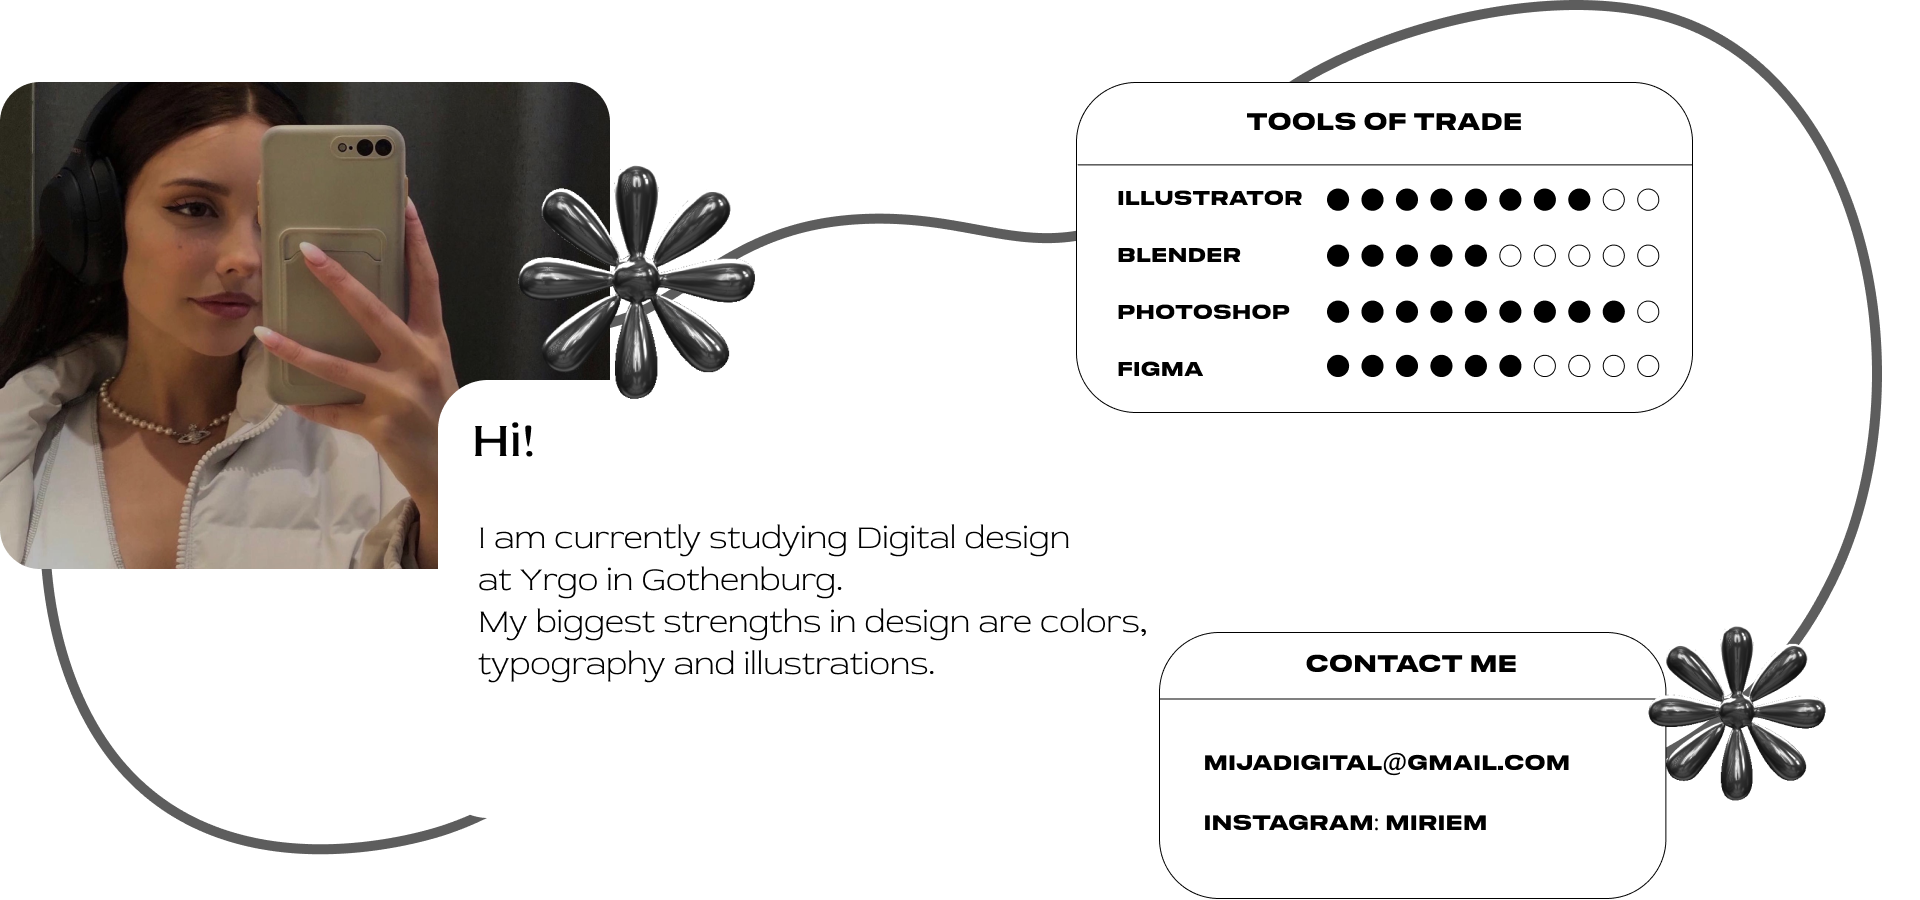 TOOLS OF TRADE
ILLUSTRATOR
BLENDER
PHOTOSHOP
FIGMA
Hi!
I am currently studying Digital design
at Yrgo in Gothenburg.
My biggest strengths in design are colors,
typography and illustrations.
CONTACT ME
MIJADIGITAL@GMAIL.COM
INSTAGRAM: MIRIEM